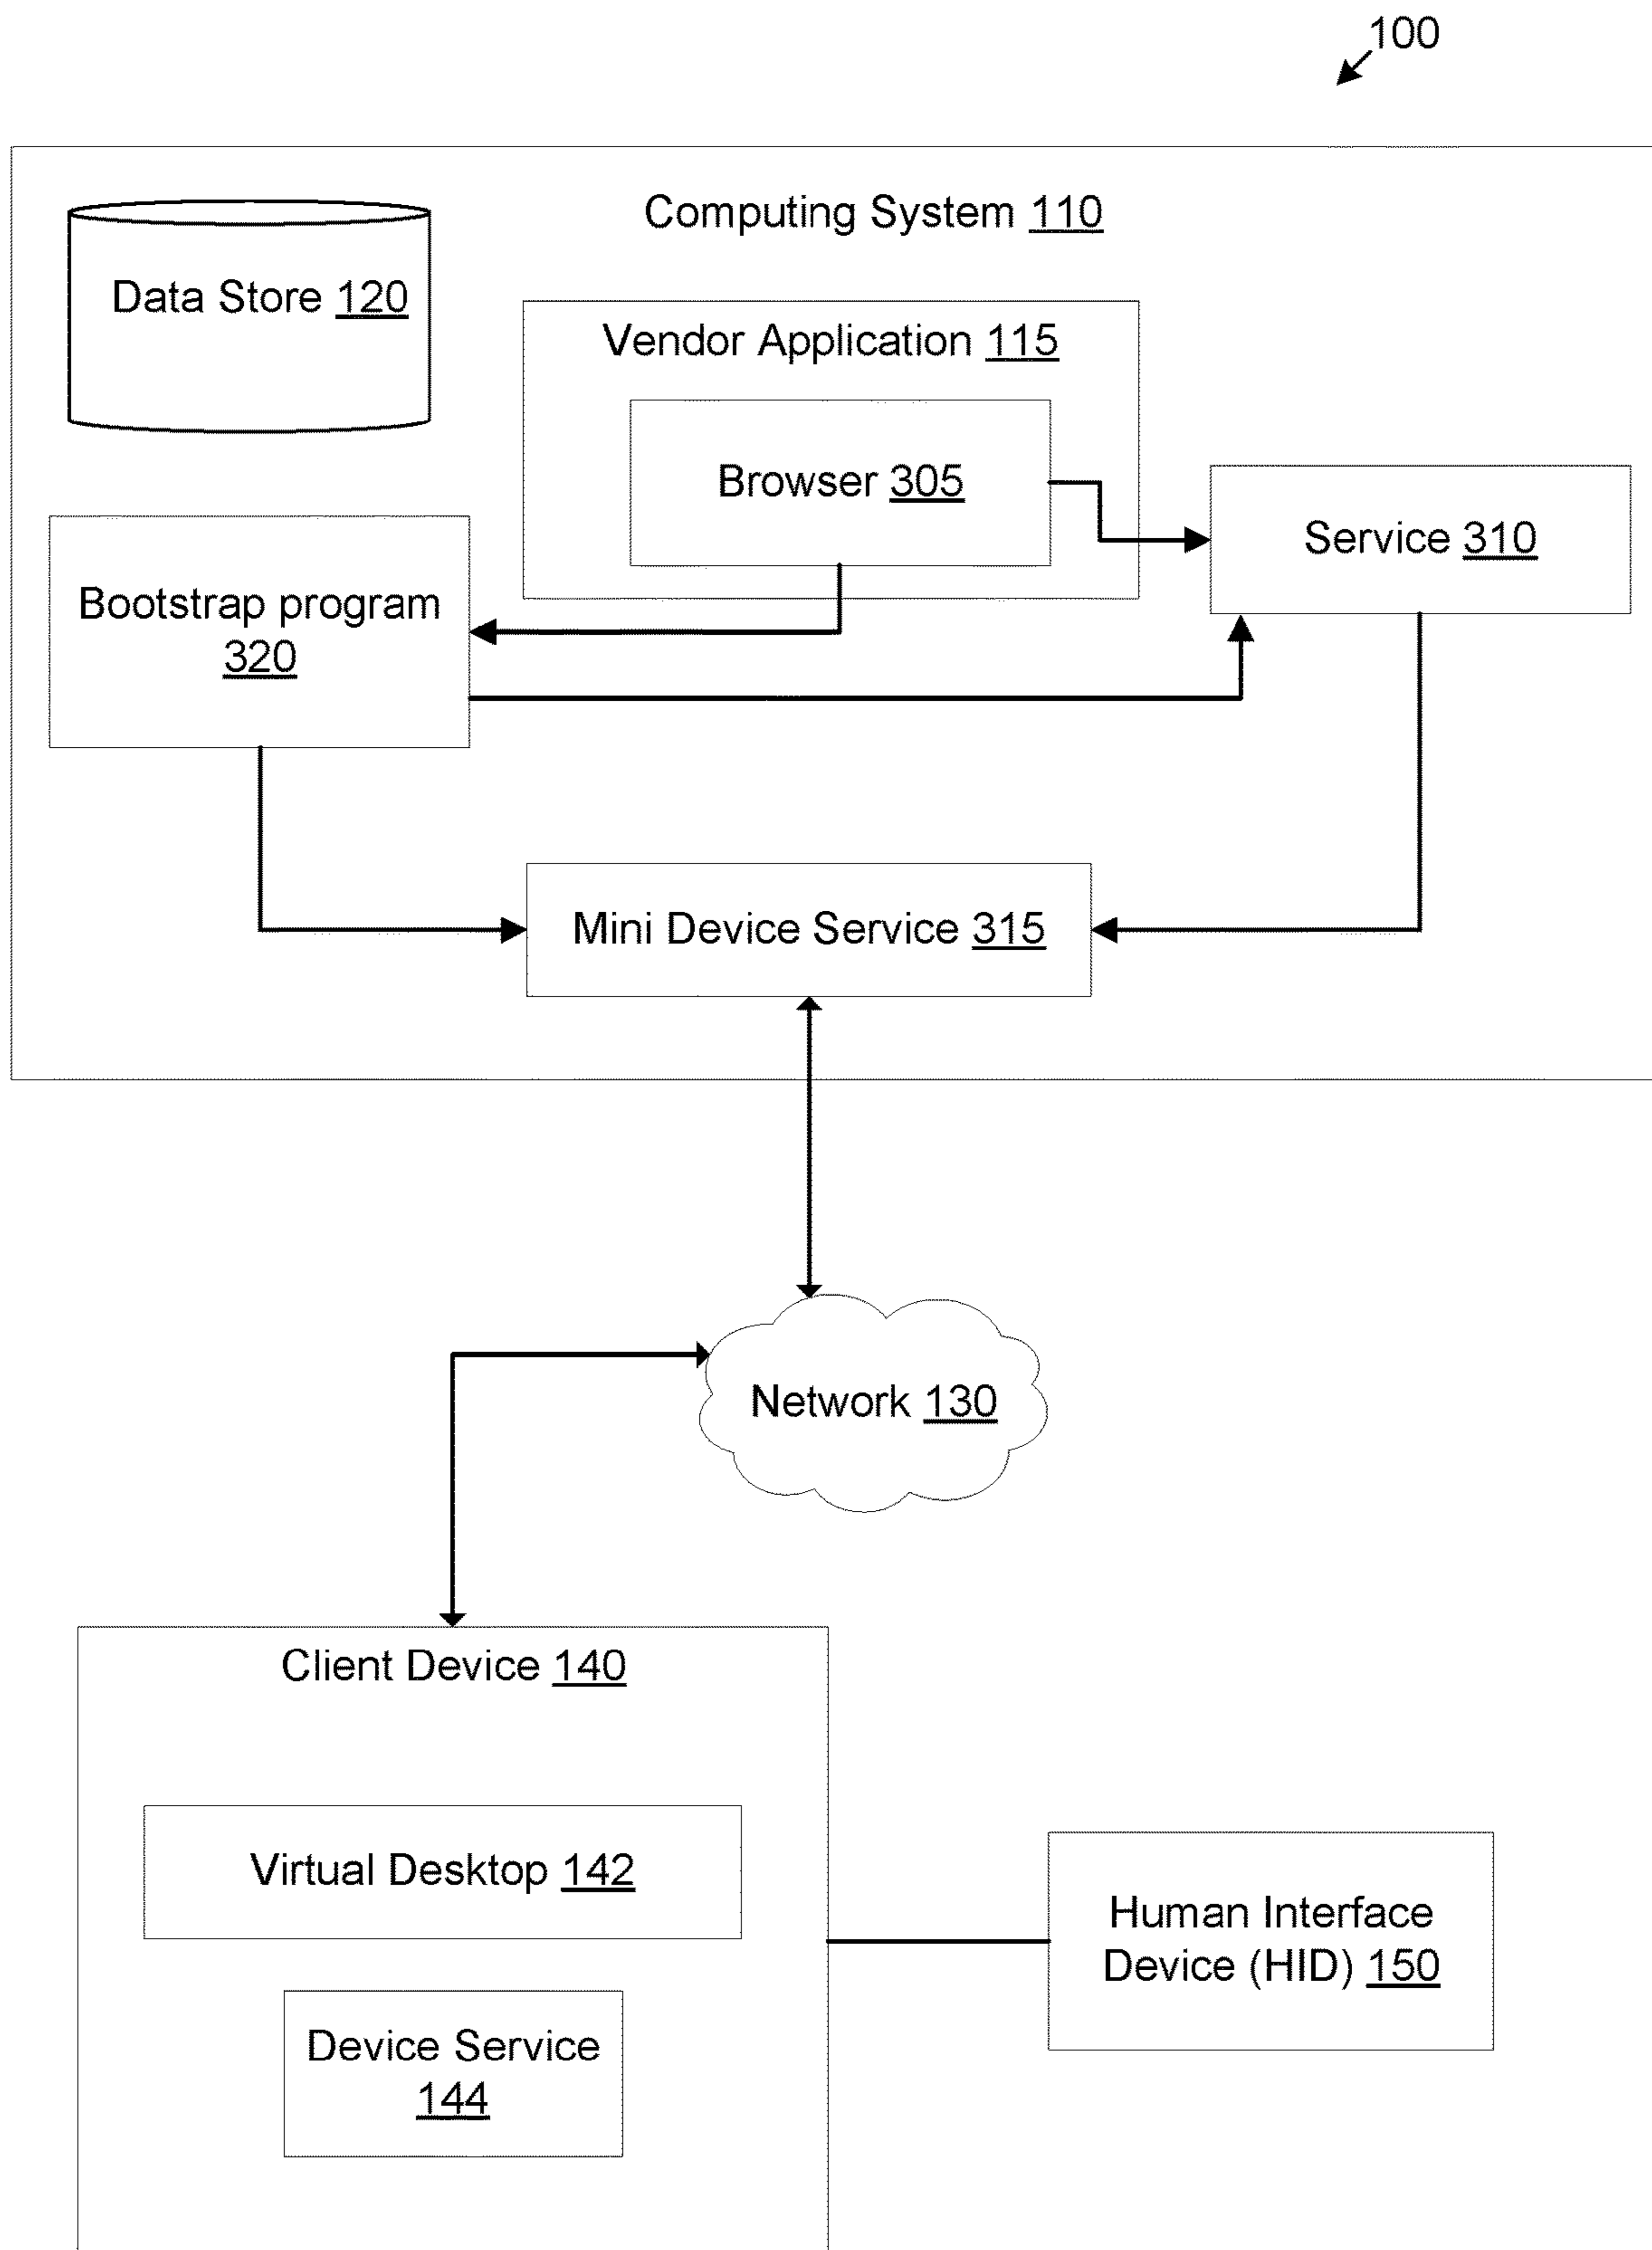 100
Computing System 110
Data Store 120
Vendor Application 115
Browser 305
Service 310
Bootstrap program
320
Mini Device Service 315
Network 130
Client Device 140
Virtual Desktop 142
Human Interface
Device (HID) 150
Device Service
144